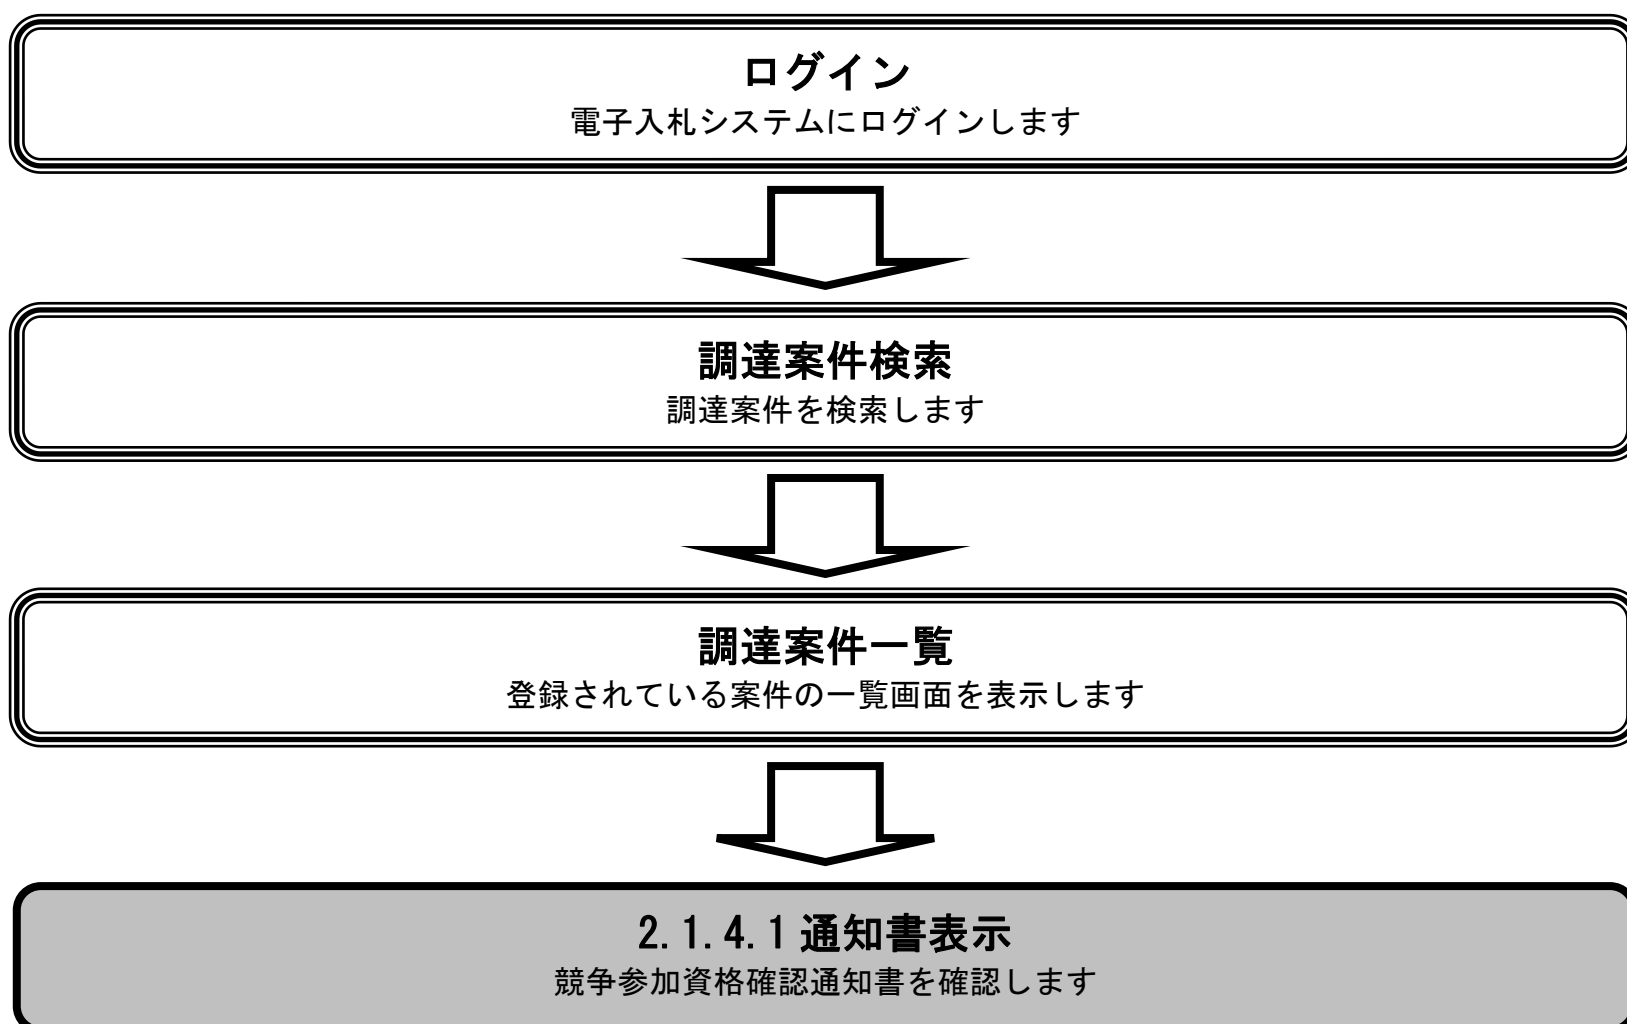 ログイン
電子入札システムにログインします
調達案件検索
調達案件を検索します
調達案件一覧
登録されている案件の一覧画面を表示します
2.1.4.1通知書表示
競争参加資格確認通知書を確認します